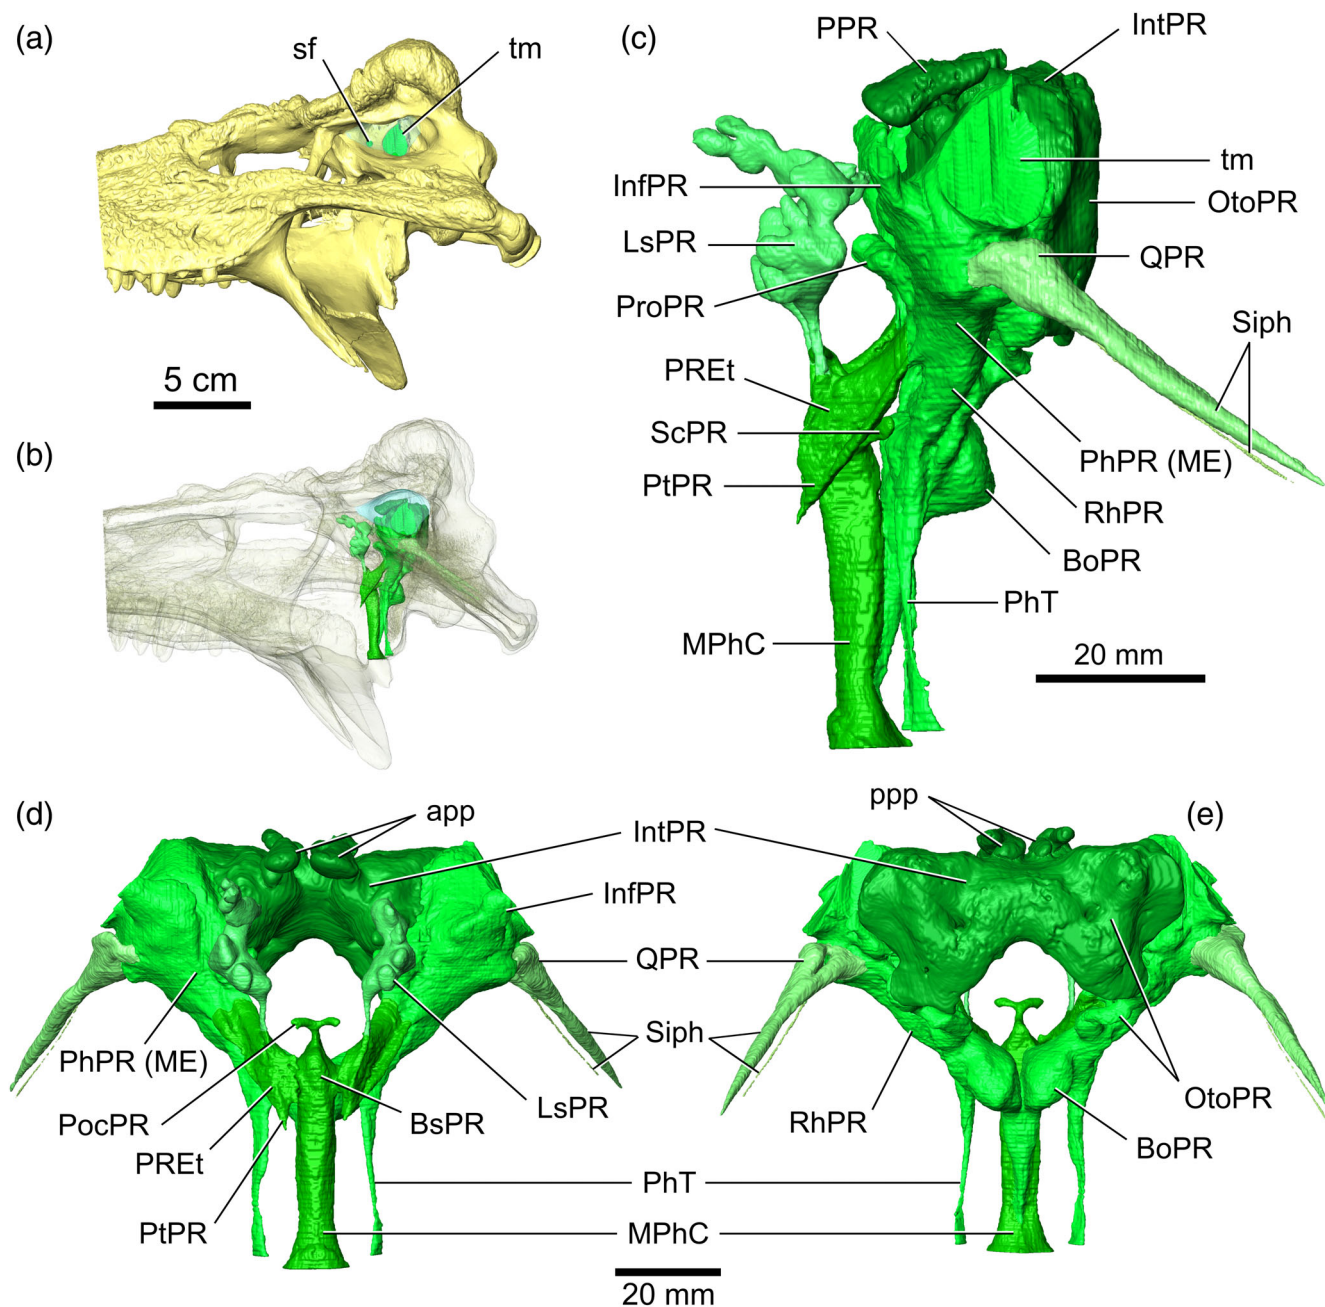 (a)
sf
tm
5 cm
(b)
(c)
PPR
IntPR
InfPR
tm
LsPR
OtoPR
QPR
ProPR
Siph
PREt
ScPR
PtPR
PhPR (ME)
RhPR
BoPR
PhT
MPhC
20 mm
(d)
app
ppp
(e)
IntPR
InfPR
QPR
Siph
PhPR (ME)
PocPR
BsPR
LsPR
PREt
PtPR
RhPR
OtoPR
BoPR
PhT
MPhC
20 mm